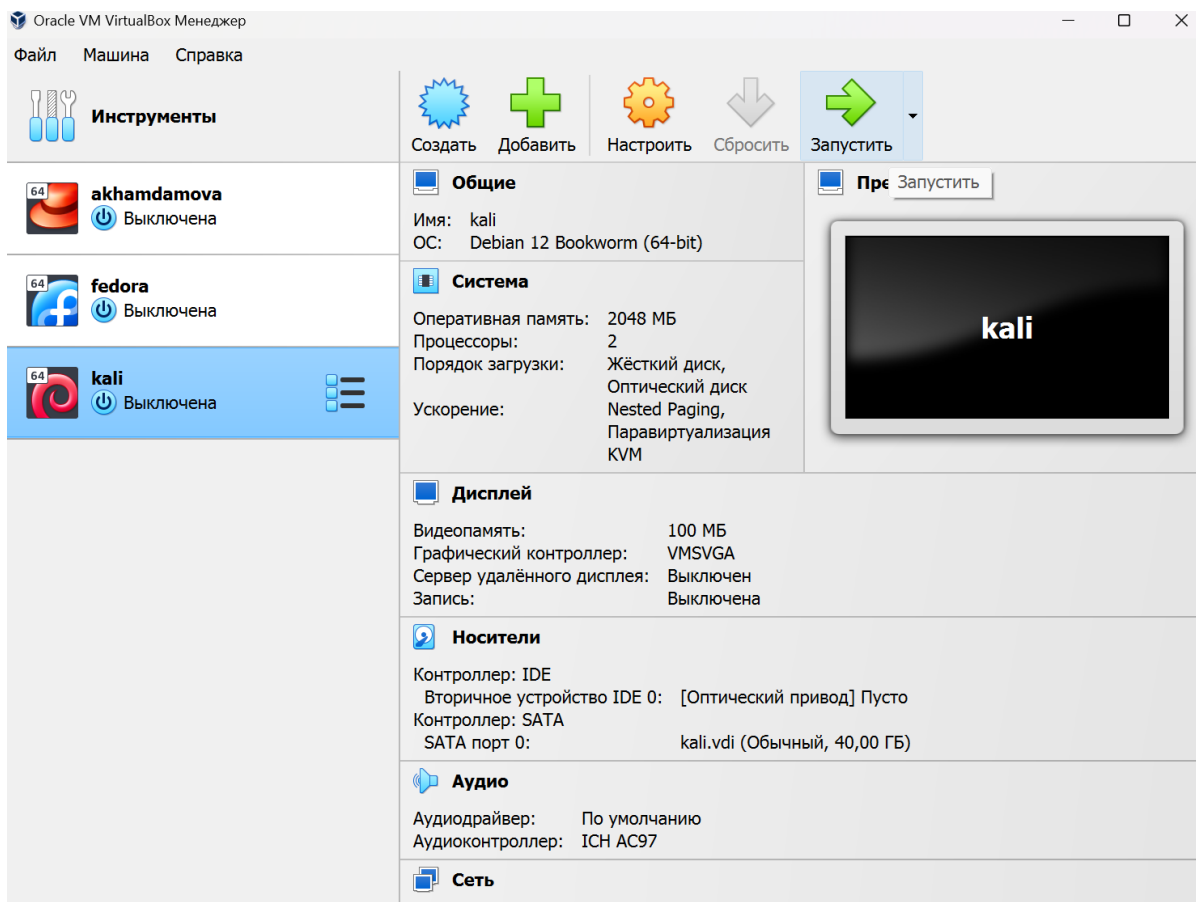 Oracle VM VirtualBox Менеджер
Файл Машина Справка
Инструменты
Создать Добавить Настроить Сбросить Запустить
64
akhamdamova
Выключена
64
fedora
Выключена
64
kali
Выключена
Общие
Имя: kali
ОС: Debian 12 Bookworm (64-bit)
Система
Оперативная память: 2048 МБ
Процессоры: 2
Порядок загрузки: Жёсткий диск,
Оптический диск
Ускорение: Nested Paging,
Паравиртуализация
KVM
Пре
Запустить
kali
Дисплей
Видеопамять: 100 МБ
Графический контроллер: VMSVGA
Сервер удалённого дисплея: Выключен
Запись: Выключена
Носители
Контроллер: IDE
Вторичное устройство IDE 0: [Оптический привод] Пусто
Контроллер: SATA
SATA порт 0: kali.vdi (Обычный, 40,00 ГБ)
Аудио
Аудиодрайвер: По умолчанию
Аудиоконтроллер: ICH AC97
Сеть